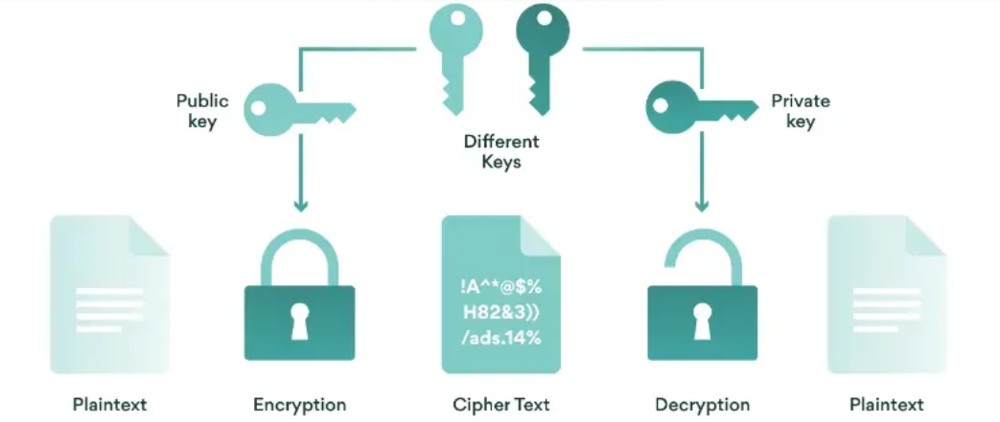 Public
key
Different
Keys
Private
key
!A^*@$%
H82&3))
/ads.14%
Plaintext
Encryption
Cipher Text
Decryption
Plaintext